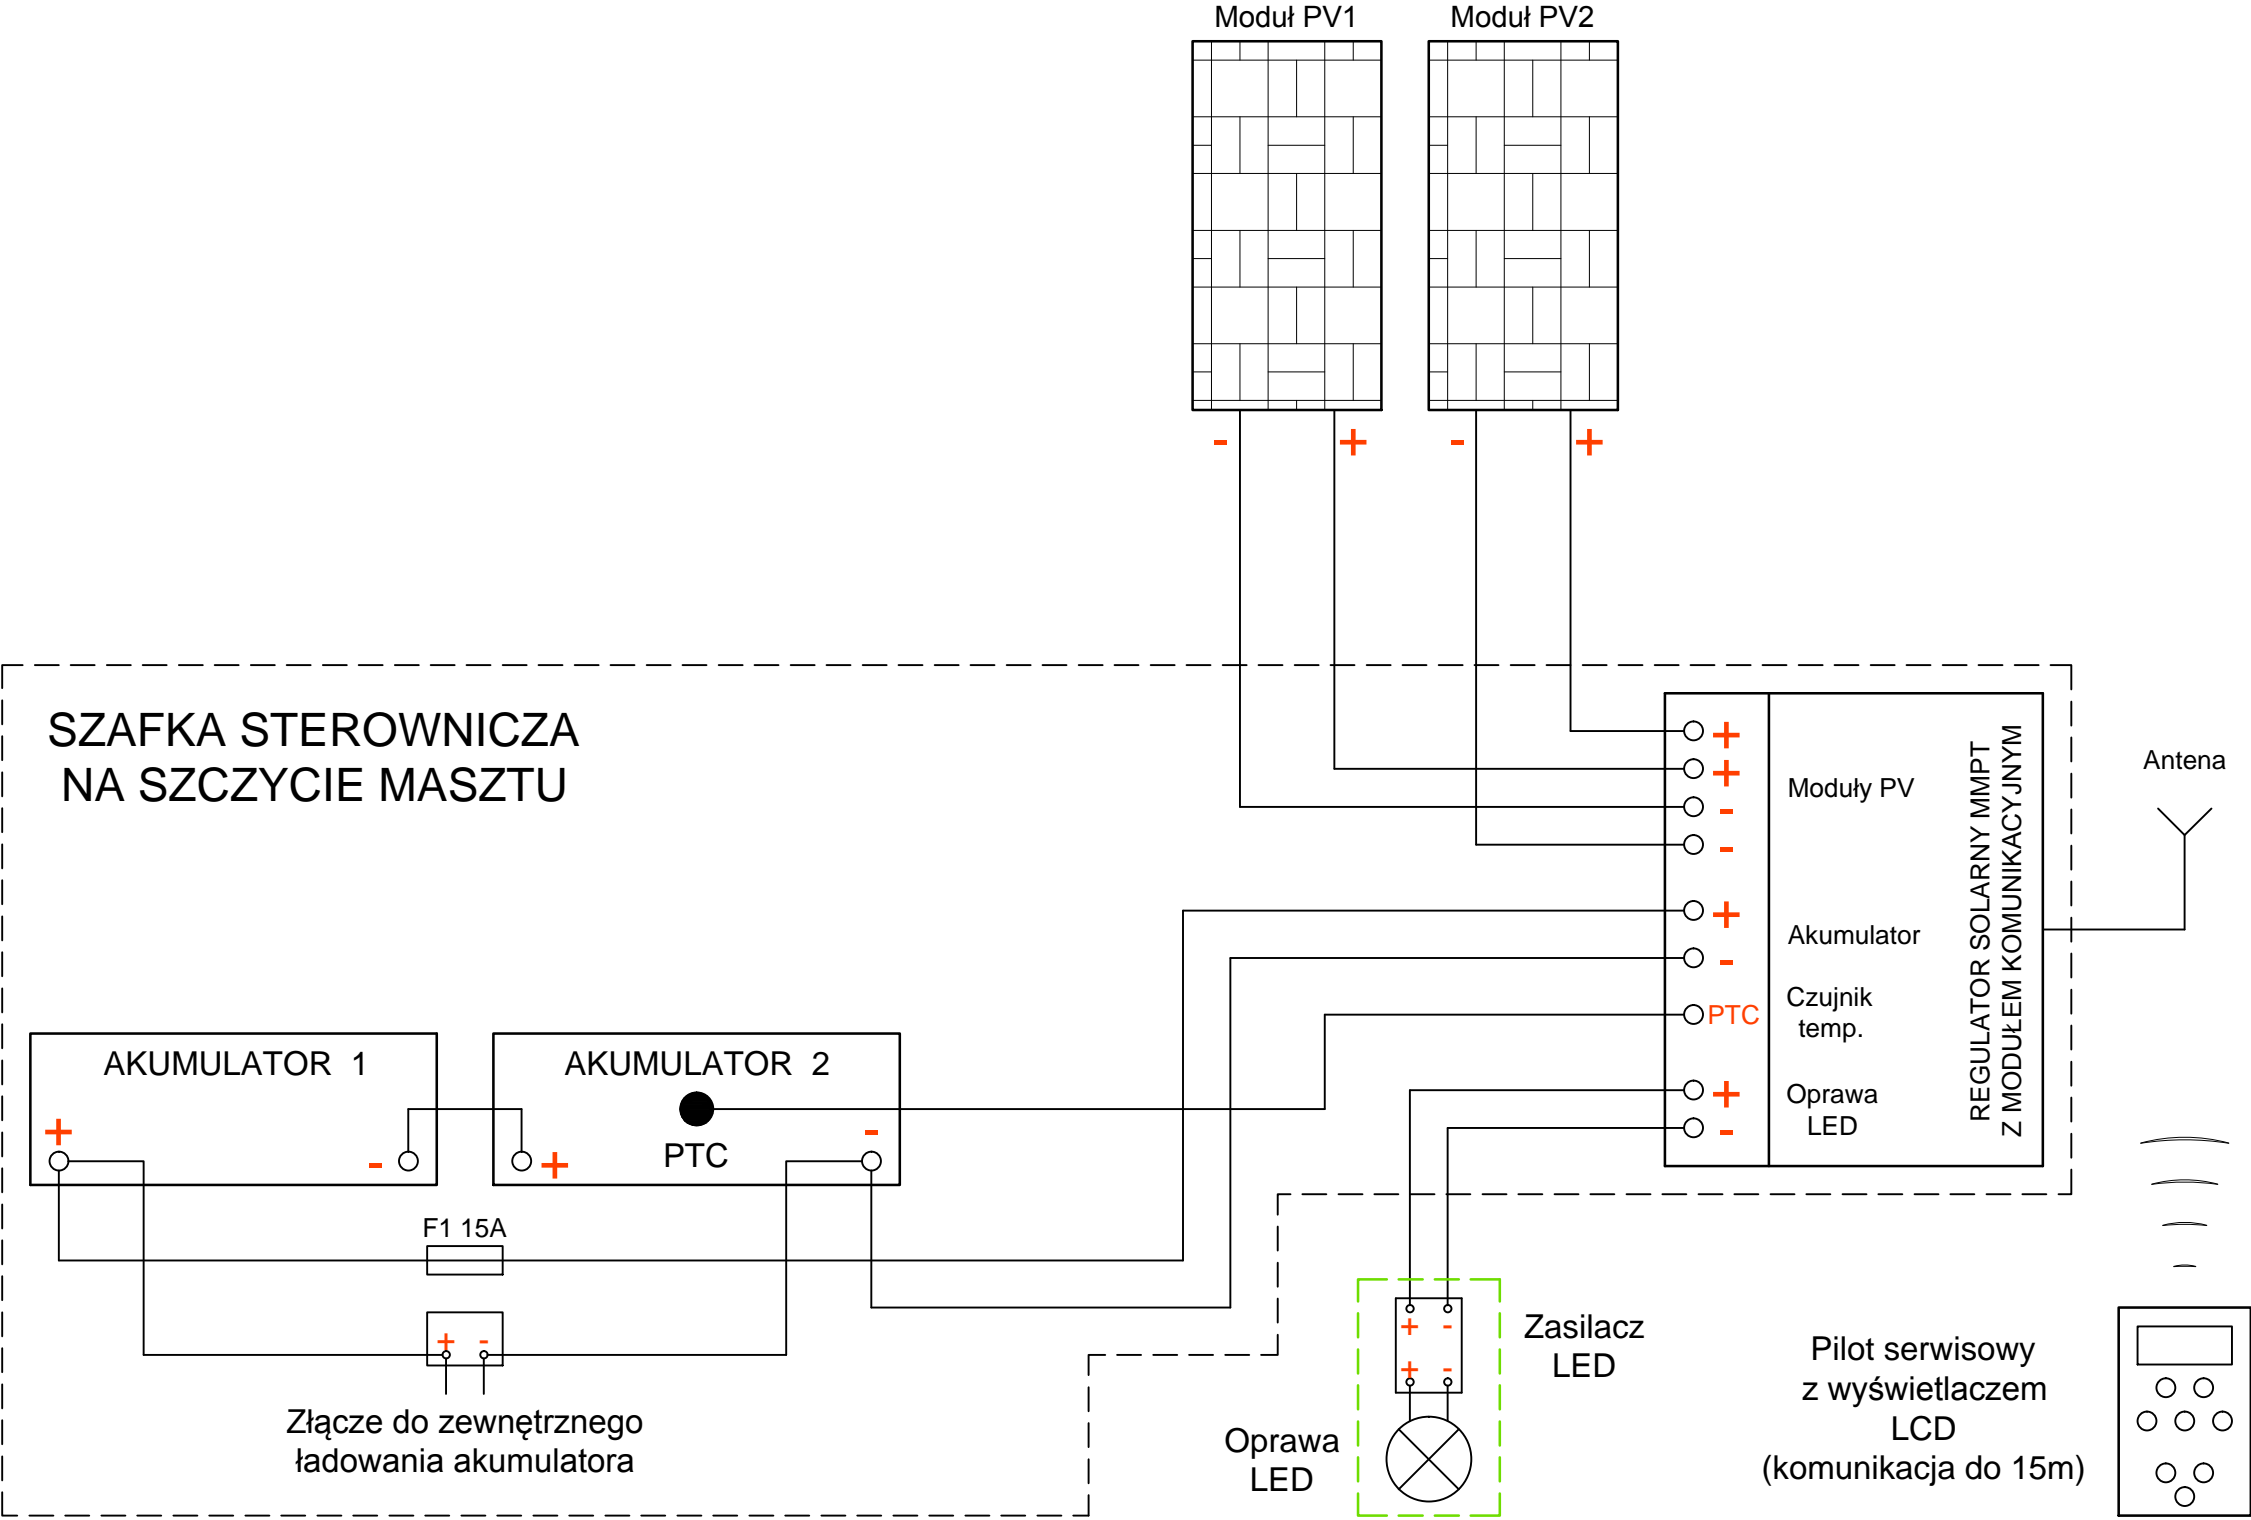 Moduł PV1
Moduł PV2
- +
- +
SZAFKA STEROWNICZA
NA SZCZYCIE MASZTU
+
+
-
-
Moduły PV
+
-
Akumulator
PTC
Czujnik
temp.
+
-
Oprawa
LED
REGULATOR SOLARNY MMPT
Z MODUŁEM KOMUNIKACYJNYM
Antena
AKUMULATOR 1
+ -
AKUMULATOR 2
+ -
PTC
F1 15A
+ -
Złącze do zewnętrznego
ładowania akumulatora
+ -
+ -
Zasilacz
LED
Oprawa
LED
Pilot serwisowy
z wyświetlaczem
LCD
(komunikacja do 15m)